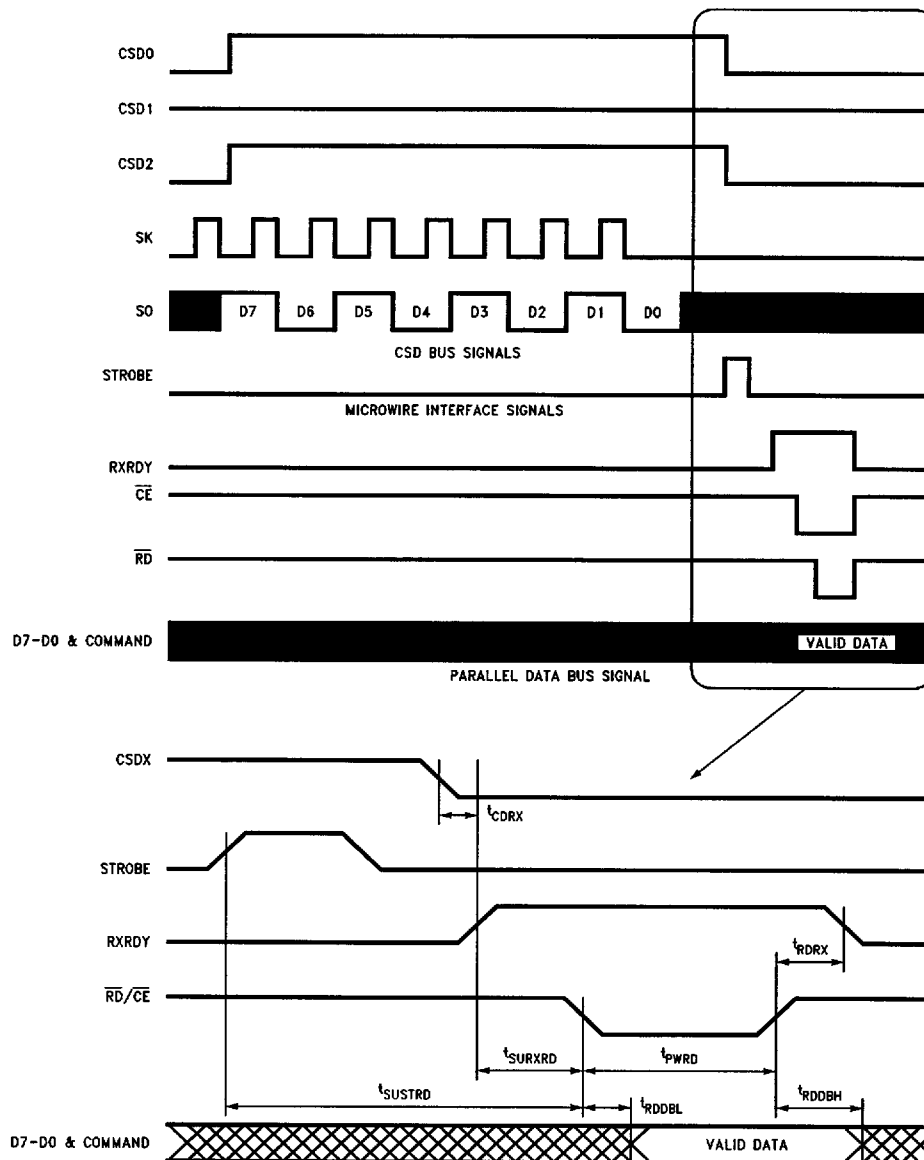 CSD0
CSD1
CSD2
SK
SO D7 D6 D5 D4 D3 D2 D1 D0
CSD BUS SIGNALS
STROBE
MICROWIRE INTERFACE SIGNALS
RXRDY
CE
RD
D7-D0 & COMMAND VALID DATA
PARALLEL DATA BUS SIGNAL
CSDX
tCDRX
STROBE
RXRDY
tRDRX
RD/CE
tSURXRD tPWRD
tSUSTRD tRDDBL tRDDBH
D7-D0 & COMMAND VALID DATA